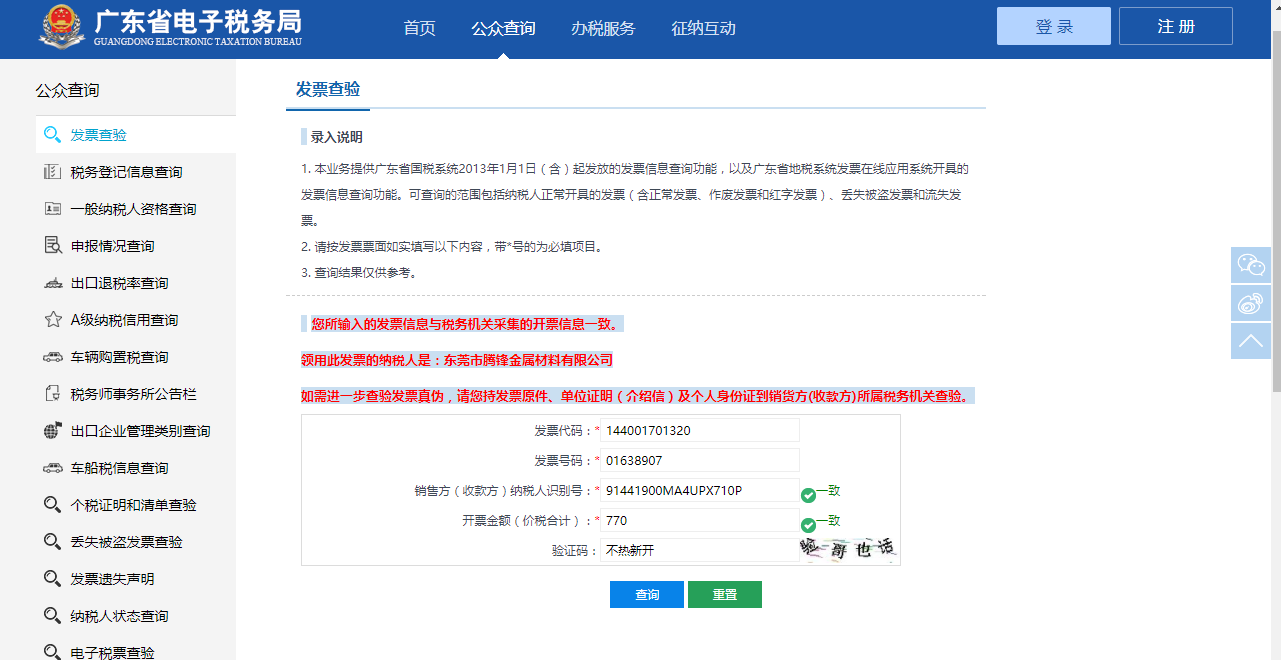 广东省电子税务局
GUANGDONG ELECTRONIC TAXATION BUREAU
首页 公众查询 办税服务 征纳互动
登 录 注 册
公众查询
发票查验
税务登记信息查询
一般纳税人资格查询
申报情况查询
出口退税率查询
A级纳税信用查询
车辆购置税查询
税务师事务所公告栏
出口企业管理类别查询
车船税信息查询
个税证明和清单查验
丢失被盗发票查验
发票遗失声明
纳税人状态查询
电子税票查验
发票查验
录入说明
1. 本业务提供广东省国税系统2013年1月1日（含）起发放的发票信息查询功能，以及广东省地税系统发票在线应用系统开具的
发票信息查询功能。可查询的范围包括纳税人正常开具的发票（含正常发票、作废发票和红字发票）、丢失被盗发票和流失发
票。
2. 请按发票票面如实填写以下内容，带*号的为必填项目。
3. 查询结果仅供参考。
您所输入的发票信息与税务机关采集的开票信息一致。
领用此发票的纳税人是：东莞市腾锋金属材料有限公司
如需进一步查验发票真伪，请您持发票原件、单位证明（介绍信）及个人身份证到销货方(收款方)所属税务机关查验。
发票代码：* 144001701320
发票号码：* 01638907
销售方（收款方）纳税人识别号：* 91441900MA4UPX710P 一致
开票金额（价税合计）：* 770 一致
验证码： 不热新开 哥也话
查询 重置